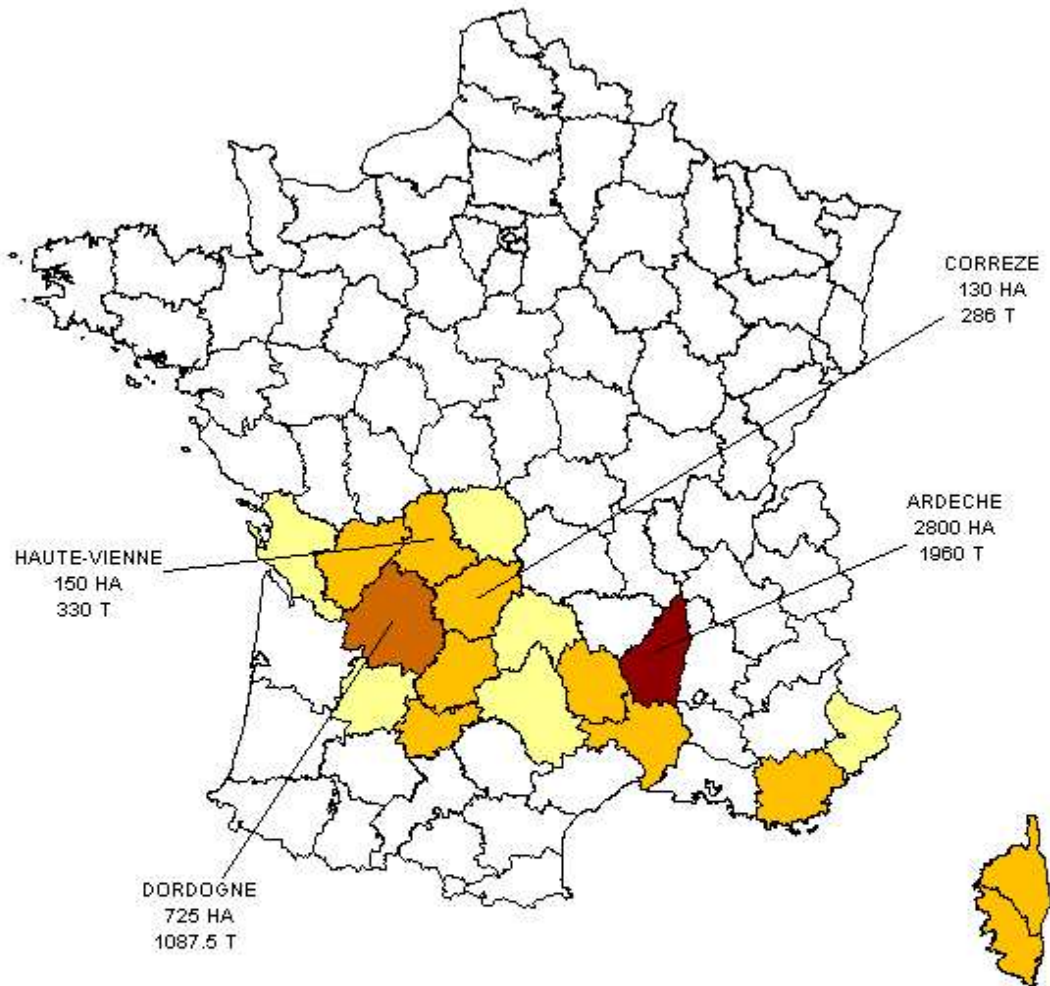 CORREZE
130 HA
286 T
ARDECHE
2800 HA
1960 T
HAUTE-VIENNE
150 HA
330 T
DORDOGNE
725 HA
1087.5 T